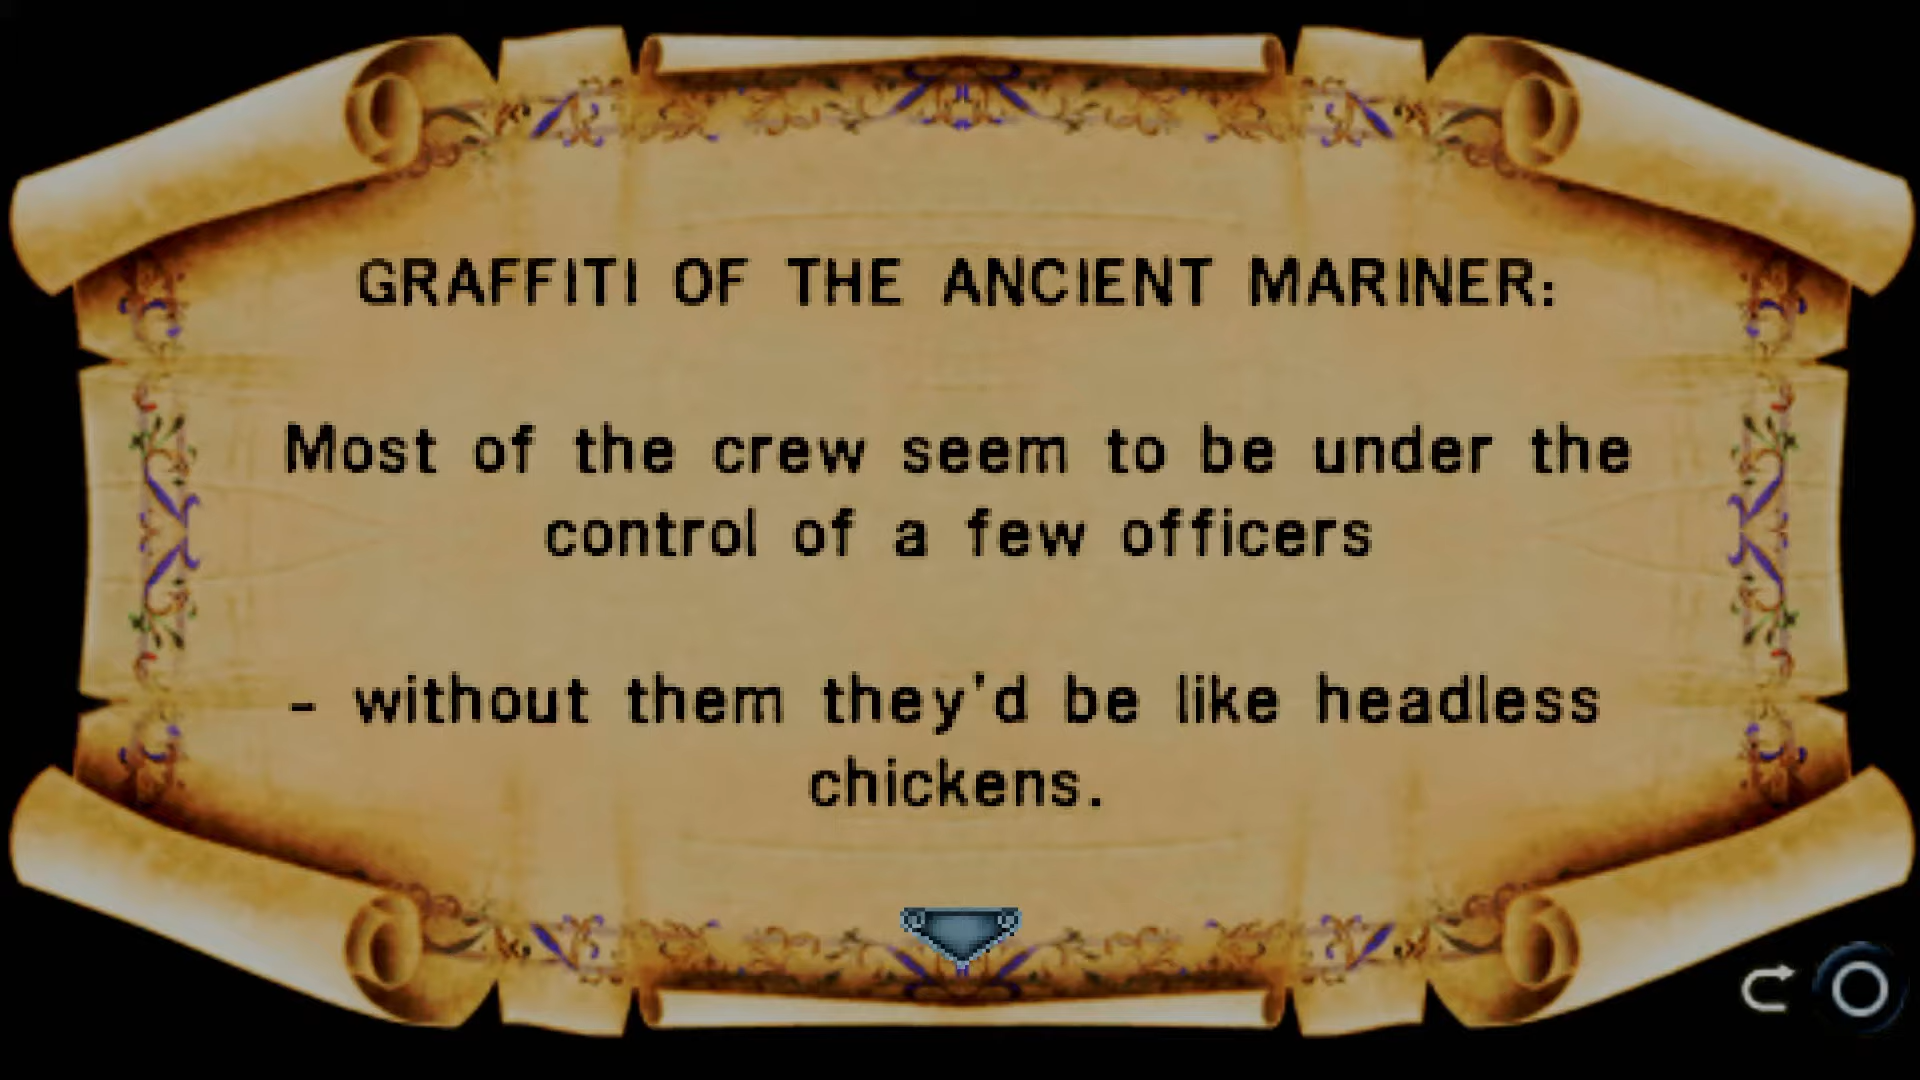 GRAFFITI OF THE ANCIENT MARINER:
Most of the crew seem to be under the
control of a few officers
- without them they'd be like headless
chickens.